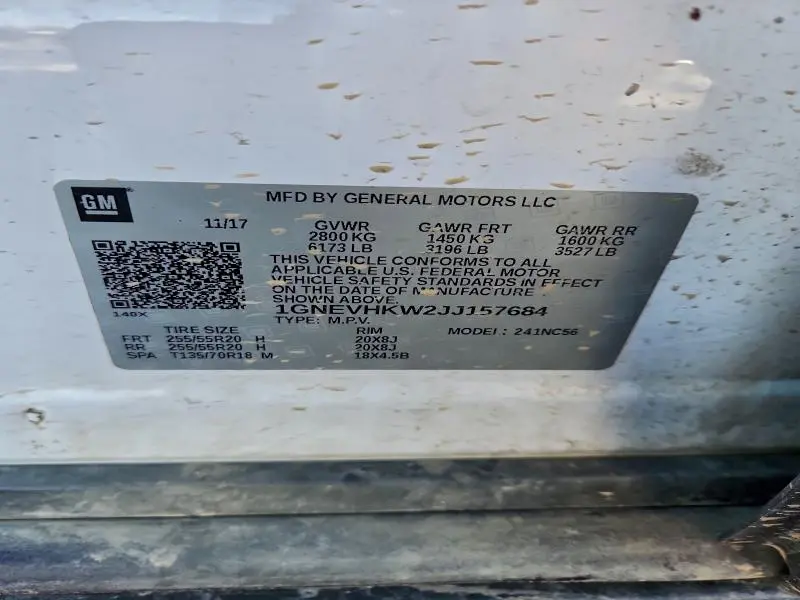 GM
MFD BY GENERAL MOTORS LLC
11/17 GVWR GAWR FRT GAWR RR
2800 KG 1450 KG 1600 KG
6173 LB 3196 LB 3527 LB
THIS VEHICLE CONFORMS TO ALL
APPLICABLE U.S. FEDERAL MOTOR
VEHICLE SAFETY STANDARDS IN EFFECT
ON THE DATE OF MANUFACTURE
SHOWN ABOVE.
140X 1GNEVHKW2JJ157684
TYPE: M.P.V. MODEL: 241NC56
TIRE SIZE RIM
FRT 255/55R20 H 20X8J
RR 255/55R20 H 20X8J
SPA T135/70R18 M 18X4.5B